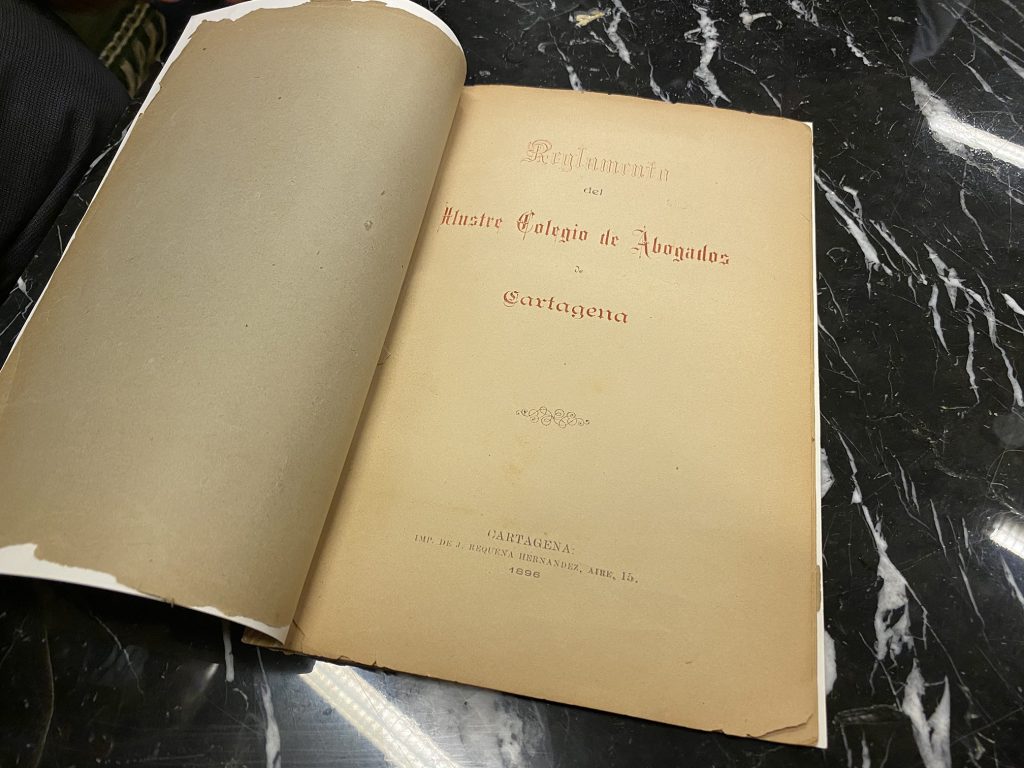 Reglamento
del
Ilustre Colegio de Abogados
de
Cartagena
CARTAGENA:
IMP. DE J. REQUENA HERNANDEZ, AIRE, 15.
1896